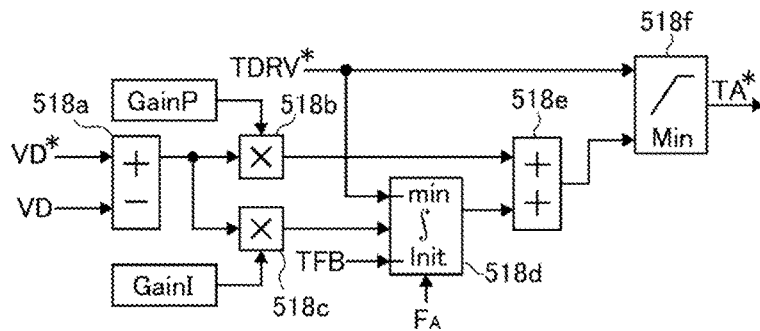 518f
TDRV*
518a
GainP
518b
518e
TA*
VD*
+
×
+
Min
VD
−
min
+
×
∫
TFB
Init
518d
GainI
518c
FA